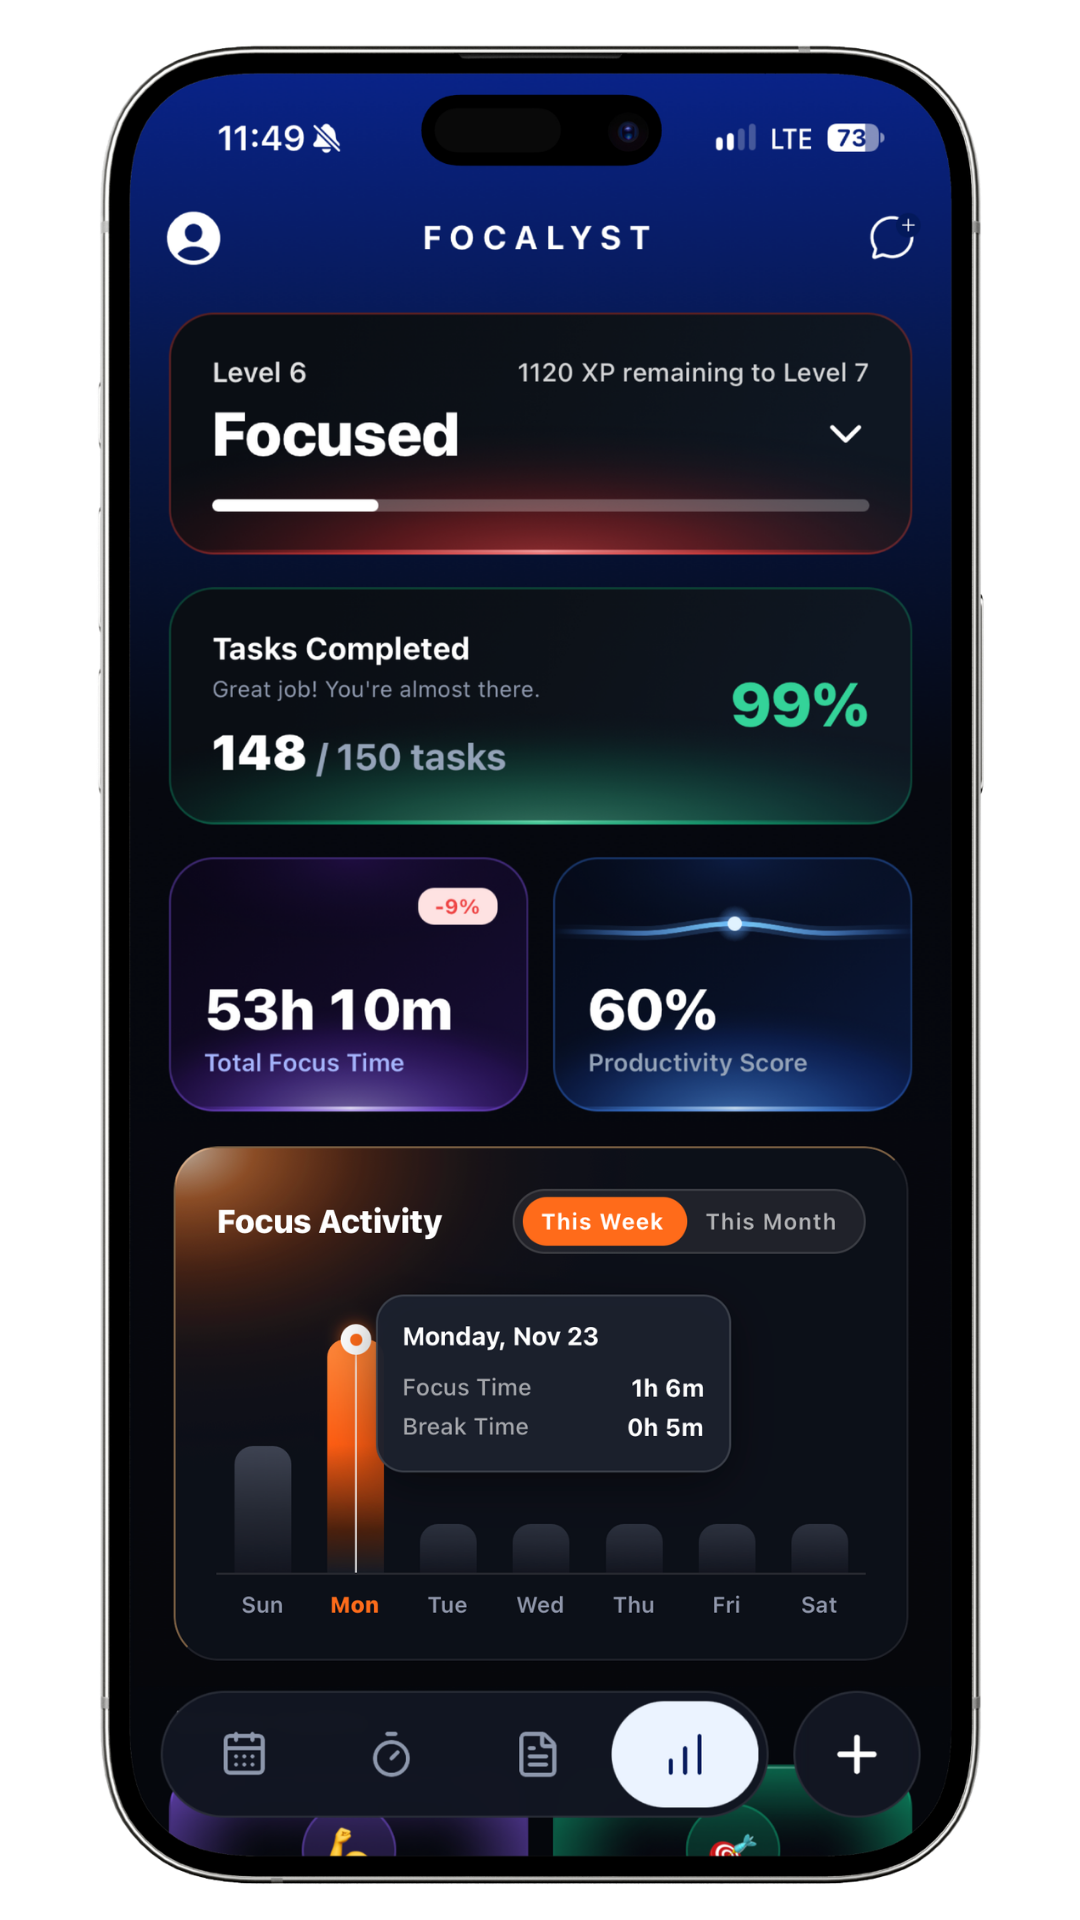 11:49 LTE 73
FOCALYST
Level 6 1120 XP remaining to Level 7
Focused
Tasks Completed
Great job! You're almost there.
99%
148 / 150 tasks
-9%
53h 10m
Total Focus Time
60%
Productivity Score
Focus Activity This Week This Month
Monday, Nov 23
Focus Time 1h 6m
Break Time 0h 5m
Sun Mon Tue Wed Thu Fri Sat